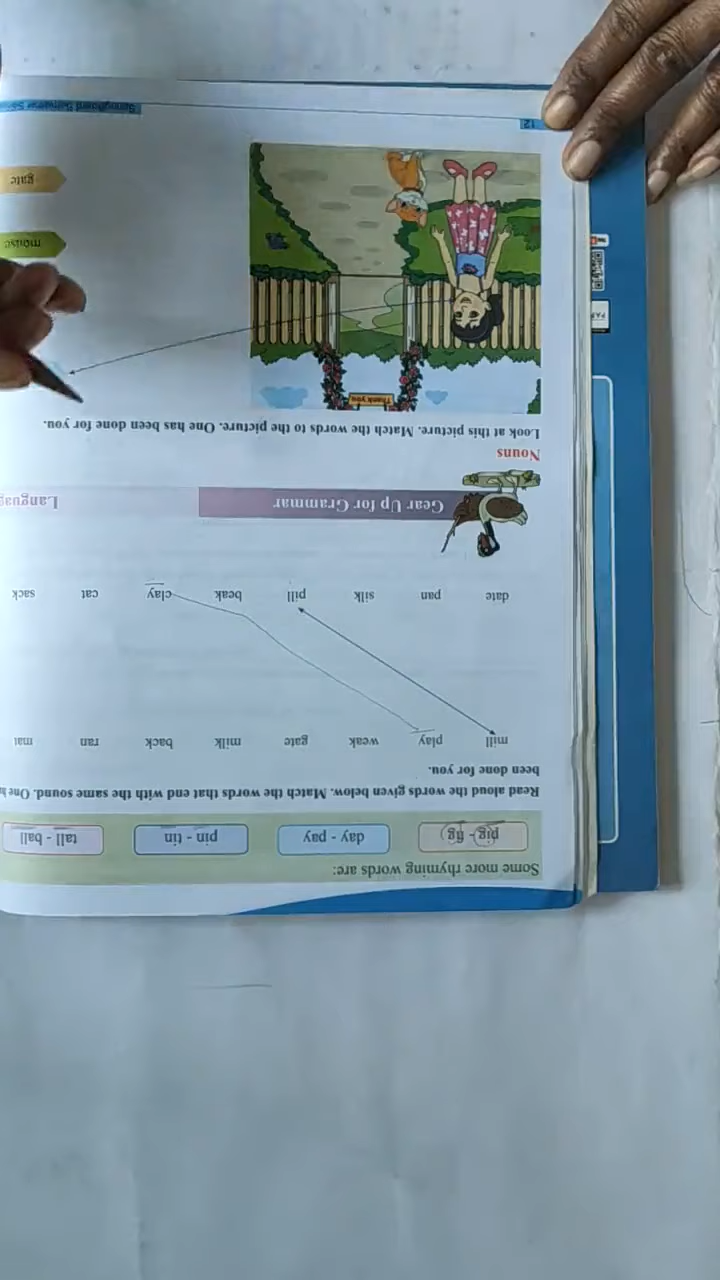 Some more rhyming words are:
pig - fig day - pay pin - tin tall - ball
Read aloud the words given below. Match the words that end with the same sound. One
been done for you.
mill play weak gate milk back ran mat
date pan silk pill beak clay cat sack
Gear Up for Grammar
Nouns
Look at this picture. Match the words to the picture. One has been done for you.
Thank you
mouse
gate
12